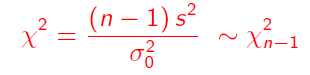 χ² = (n − 1) s² / σ₀² ∼ χ²ₙ₋₁